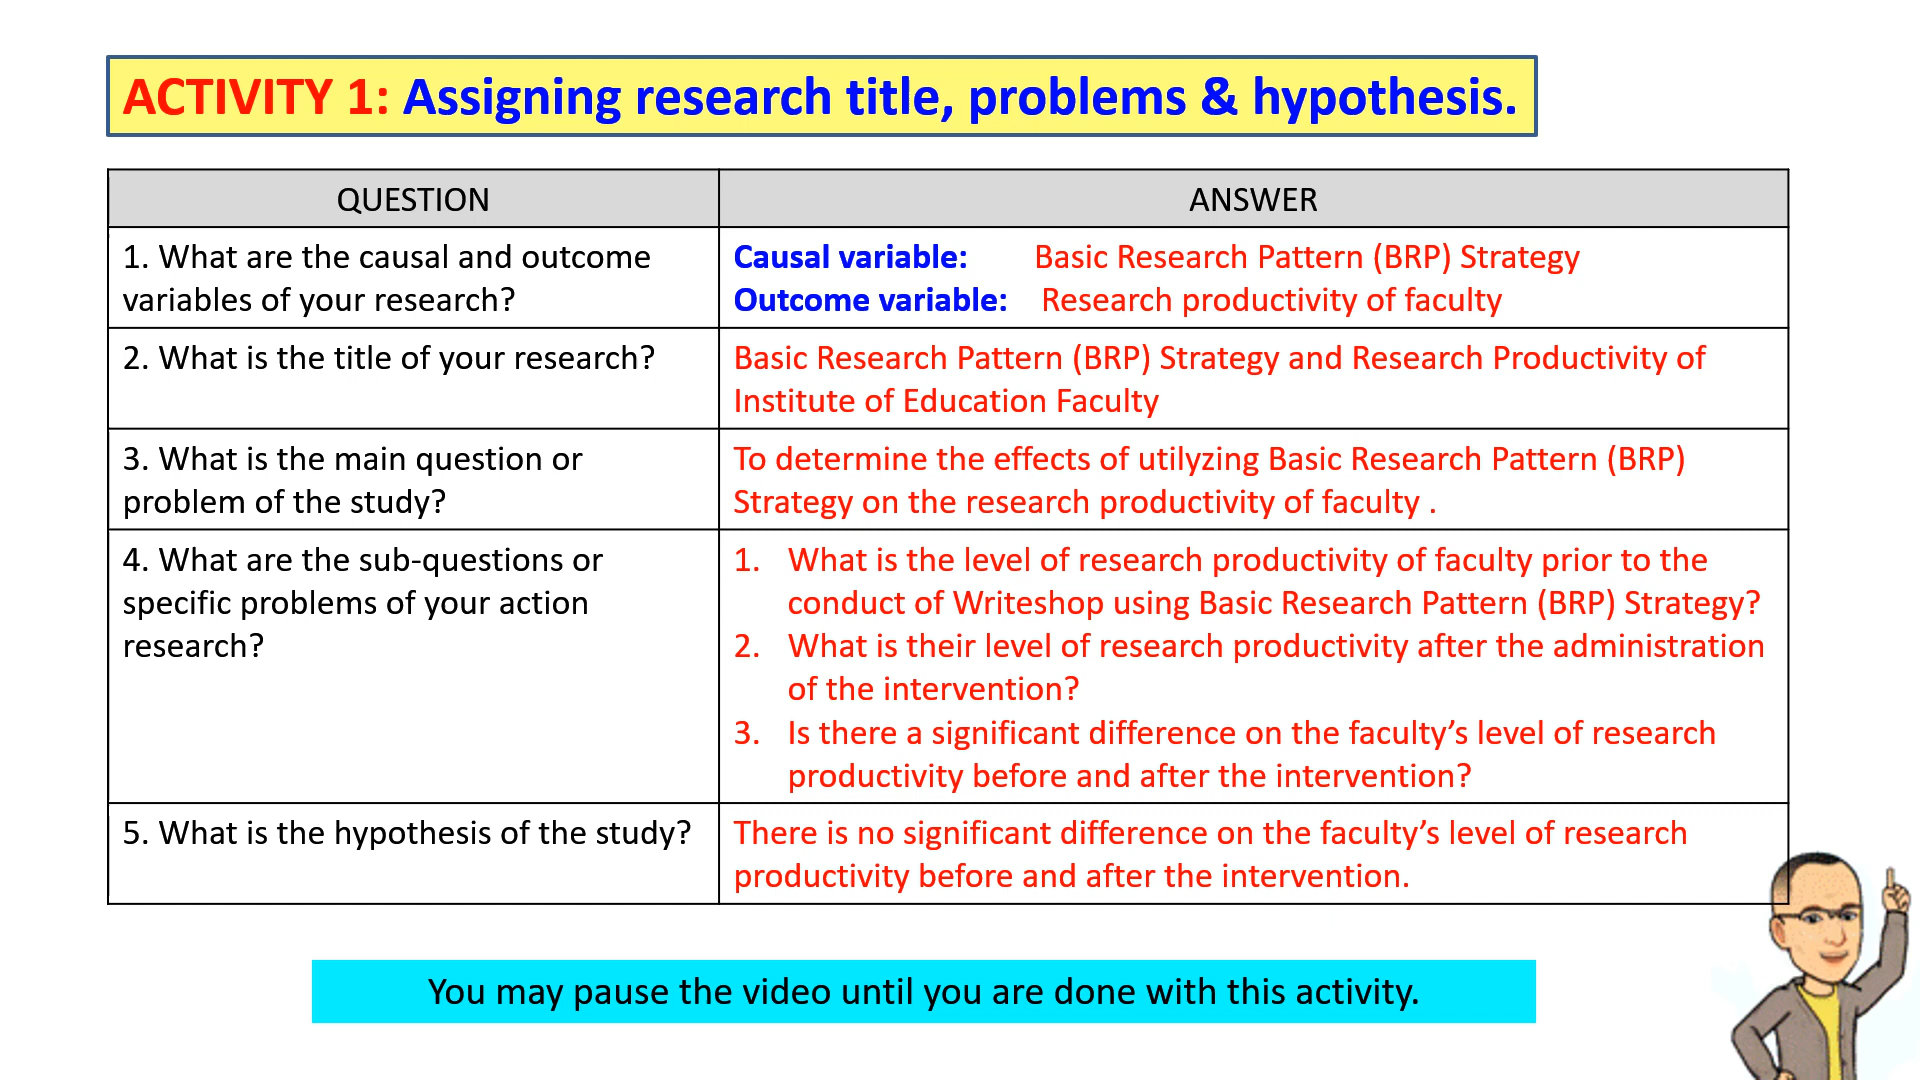 ACTIVITY 1: Assigning research title, problems & hypothesis.
QUESTION
ANSWER
1. What are the causal and outcome
variables of your research?
Causal variable: Basic Research Pattern (BRP) Strategy
Outcome variable: Research productivity of faculty
2. What is the title of your research?
Basic Research Pattern (BRP) Strategy and Research Productivity of
Institute of Education Faculty
3. What is the main question or
problem of the study?
To determine the effects of utilyzing Basic Research Pattern (BRP)
Strategy on the research productivity of faculty .
4. What are the sub-questions or
specific problems of your action
research?
1. What is the level of research productivity of faculty prior to the
conduct of Writeshop using Basic Research Pattern (BRP) Strategy?
2. What is their level of research productivity after the administration
of the intervention?
3. Is there a significant difference on the faculty’s level of research
productivity before and after the intervention?
5. What is the hypothesis of the study?
There is no significant difference on the faculty’s level of research
productivity before and after the intervention.
You may pause the video until you are done with this activity.